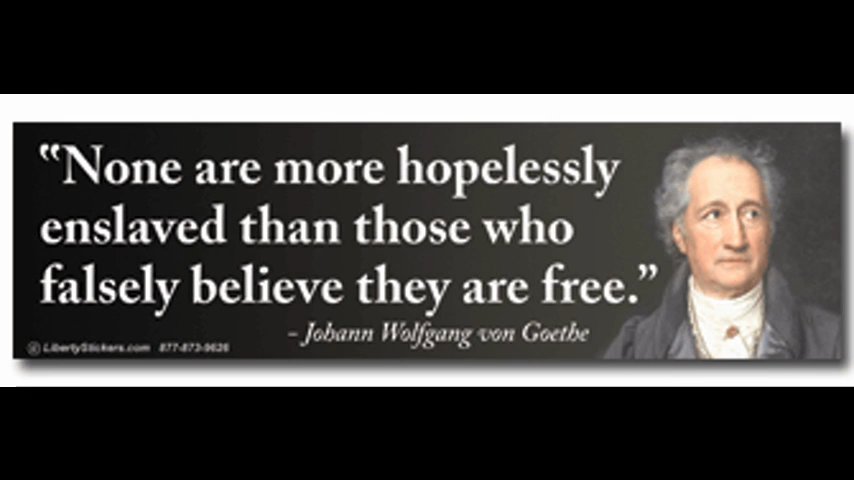 “None are more hopelessly
enslaved than those who
falsely believe they are free.”
– Johann Wolfgang von Goethe
© LibertyStickers.com 877-873-9626